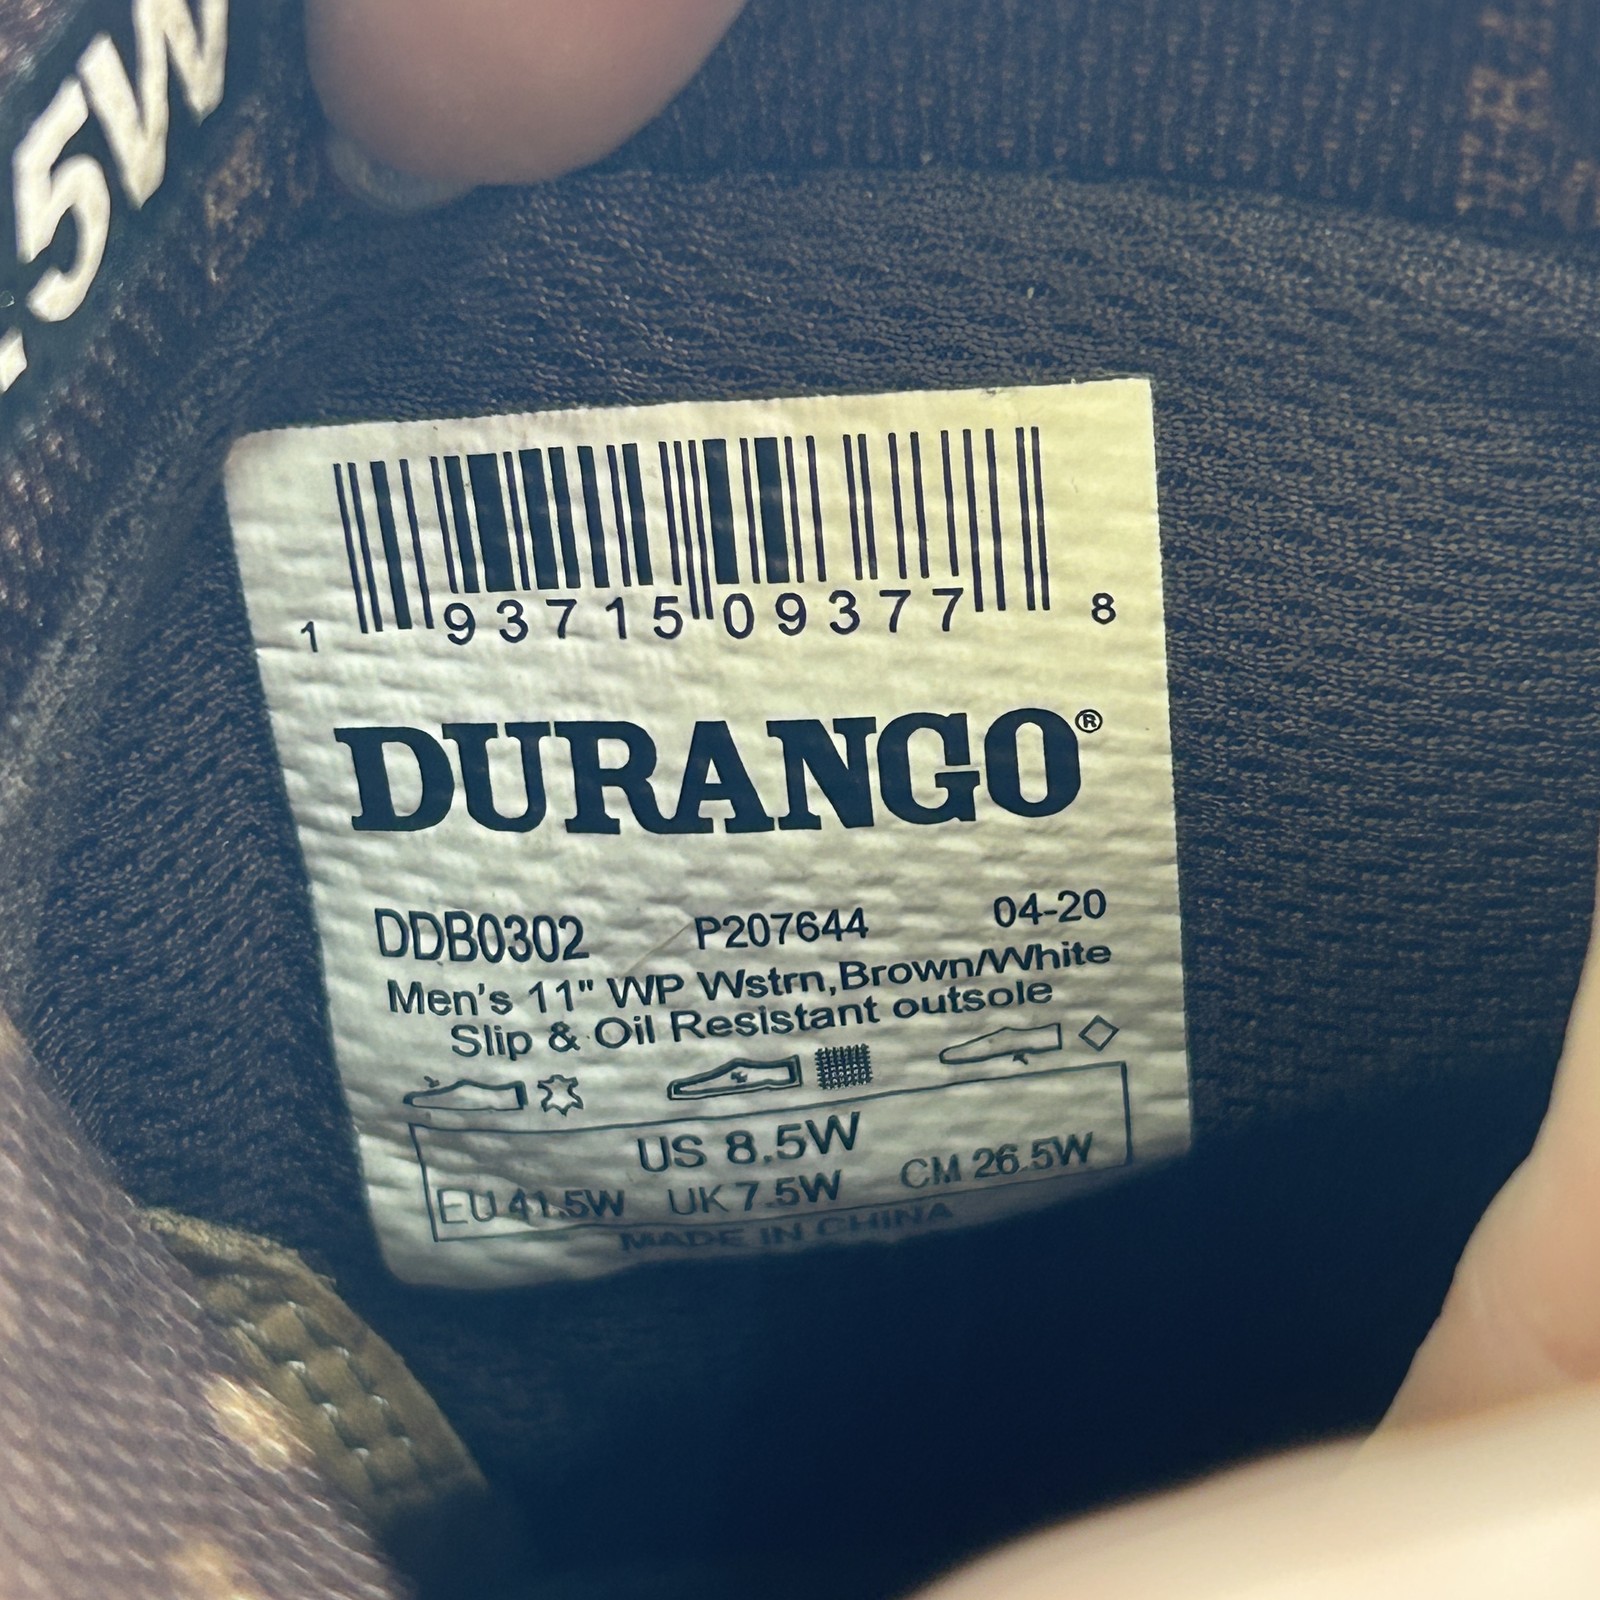 .5W
1 93715 09377 8
DURANGO®
DDB0302 P207644 04-20
Men's 11" WP Wstrn,Brown/White
Slip & Oil Resistant outsole
US 8.5W
EU 41.5W UK 7.5W CM 26.5W
MADE IN CHINA